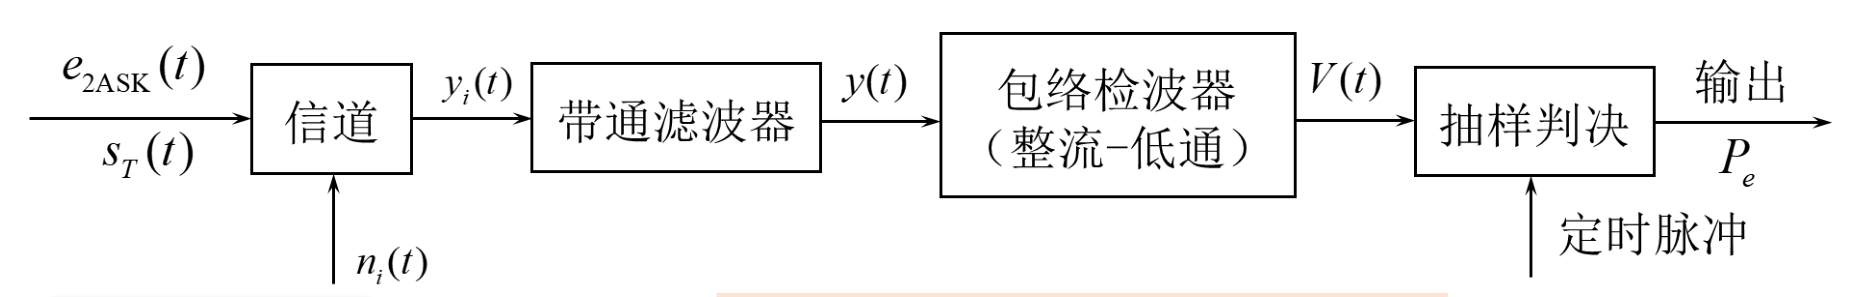 e_{2ASK}(t)
s_T(t)
信道
n_i(t)
y_i(t)
带通滤波器
y(t)
包络检波器
（整流-低通）
V(t)
抽样判决
定时脉冲
输出
P_e